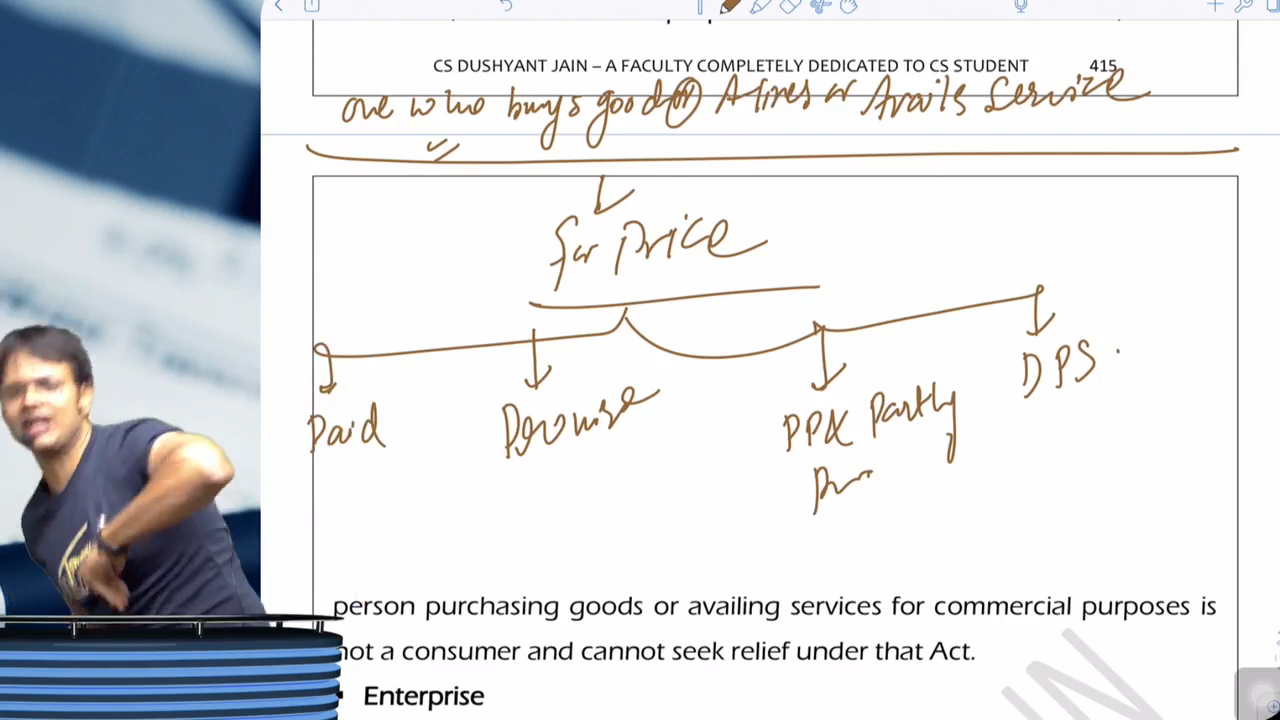 CS DUSHYANT JAIN – A FACULTY COMPLETELY DEDICATED TO CS STUDENT 415
one who buys goods or Avails Service
for price
Paid Promise PPX Partly DPS
person purchasing goods or availing services for commercial purposes is
not a consumer and cannot seek relief under that Act.
• Enterprise